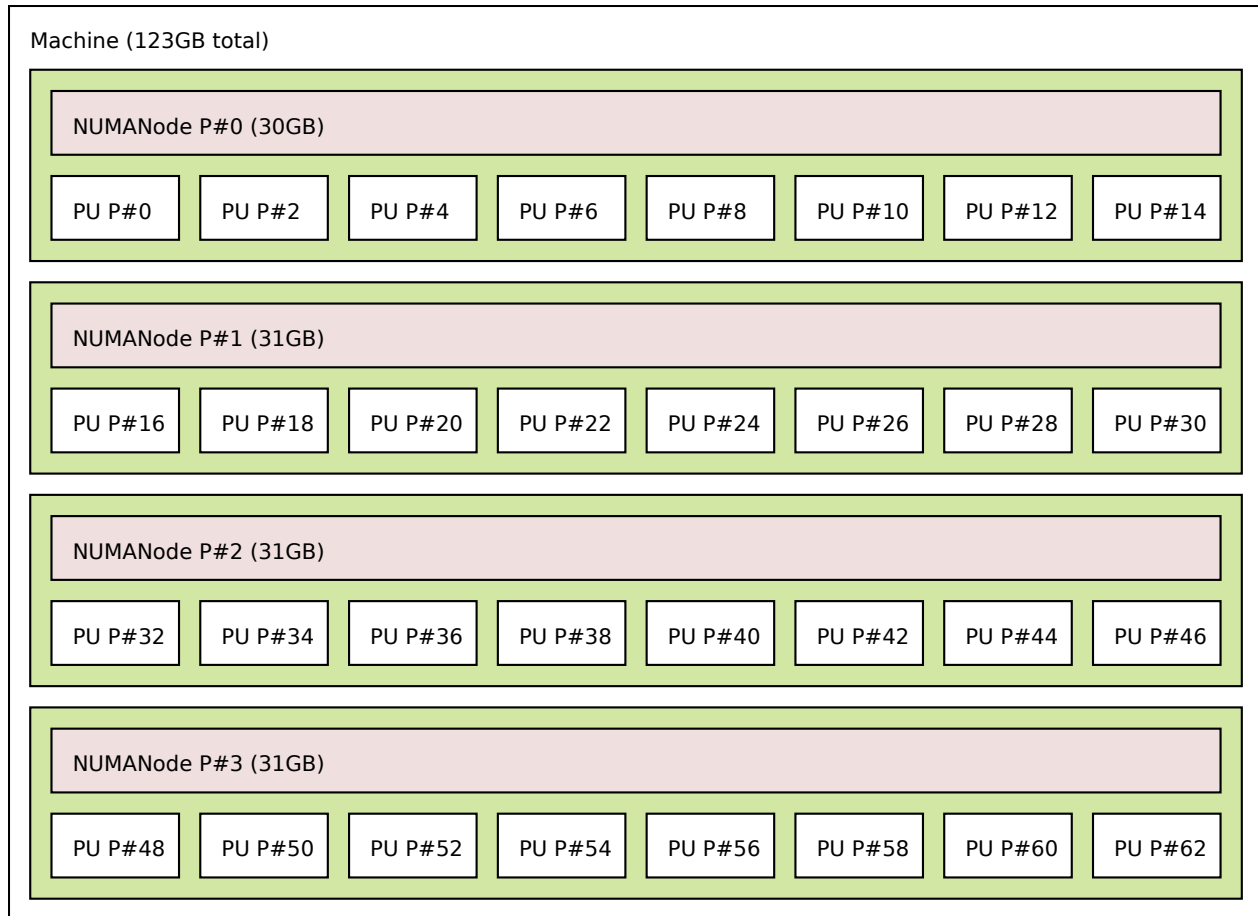 Machine (123GB total)
NUMANode P#0 (30GB)
PU P#0 PU P#2 PU P#4 PU P#6 PU P#8 PU P#10 PU P#12 PU P#14
NUMANode P#1 (31GB)
PU P#16 PU P#18 PU P#20 PU P#22 PU P#24 PU P#26 PU P#28 PU P#30
NUMANode P#2 (31GB)
PU P#32 PU P#34 PU P#36 PU P#38 PU P#40 PU P#42 PU P#44 PU P#46
NUMANode P#3 (31GB)
PU P#48 PU P#50 PU P#52 PU P#54 PU P#56 PU P#58 PU P#60 PU P#62